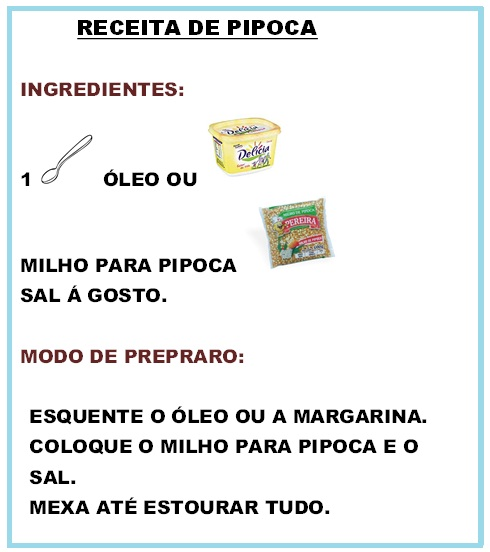 RECEITA DE PIPOCA
INGREDIENTES:
Delícia
1 ÓLEO OU
PEREIRA
MILHO PARA PIPOCA
SAL Á GOSTO.
MODO DE PREPRARO:
ESQUENTE O ÓLEO OU A MARGARINA.
COLOQUE O MILHO PARA PIPOCA E O
SAL.
MEXA ATÉ ESTOURAR TUDO.